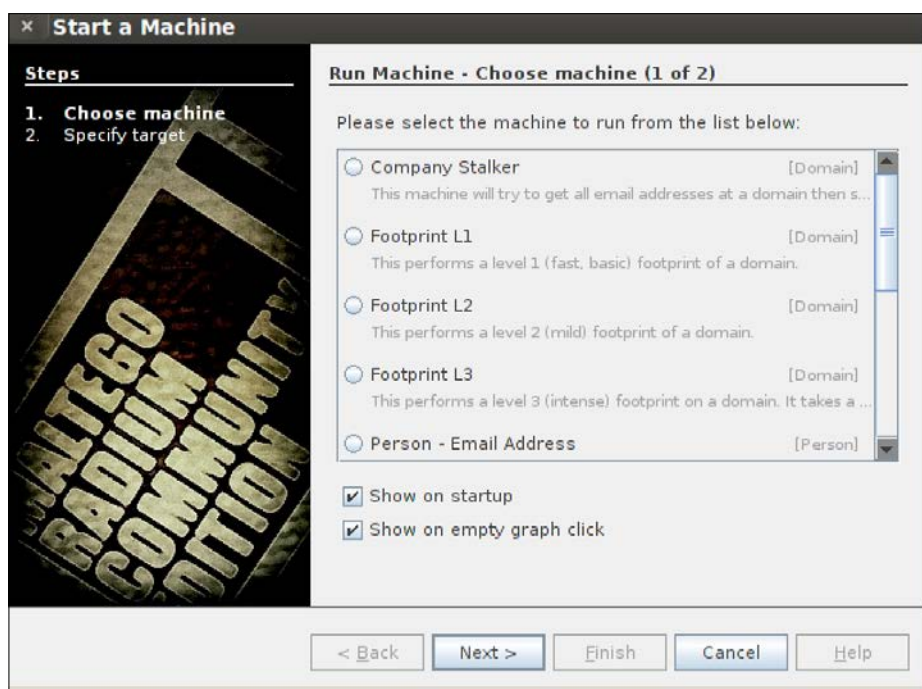 × Start a Machine
Steps
1. Choose machine
2. Specify target
MALTEGO
RADIUM
COMMUNITY
EDITION
Run Machine - Choose machine (1 of 2)
Please select the machine to run from the list below:
Company Stalker [Domain]
This machine will try to get all email addresses at a domain then s...
Footprint L1 [Domain]
This performs a level 1 (fast, basic) footprint of a domain.
Footprint L2 [Domain]
This performs a level 2 (mild) footprint of a domain.
Footprint L3 [Domain]
This performs a level 3 (intense) footprint on a domain. It takes a ...
Person - Email Address [Person]
Show on startup
Show on empty graph click
< Back Next > Finish Cancel Help